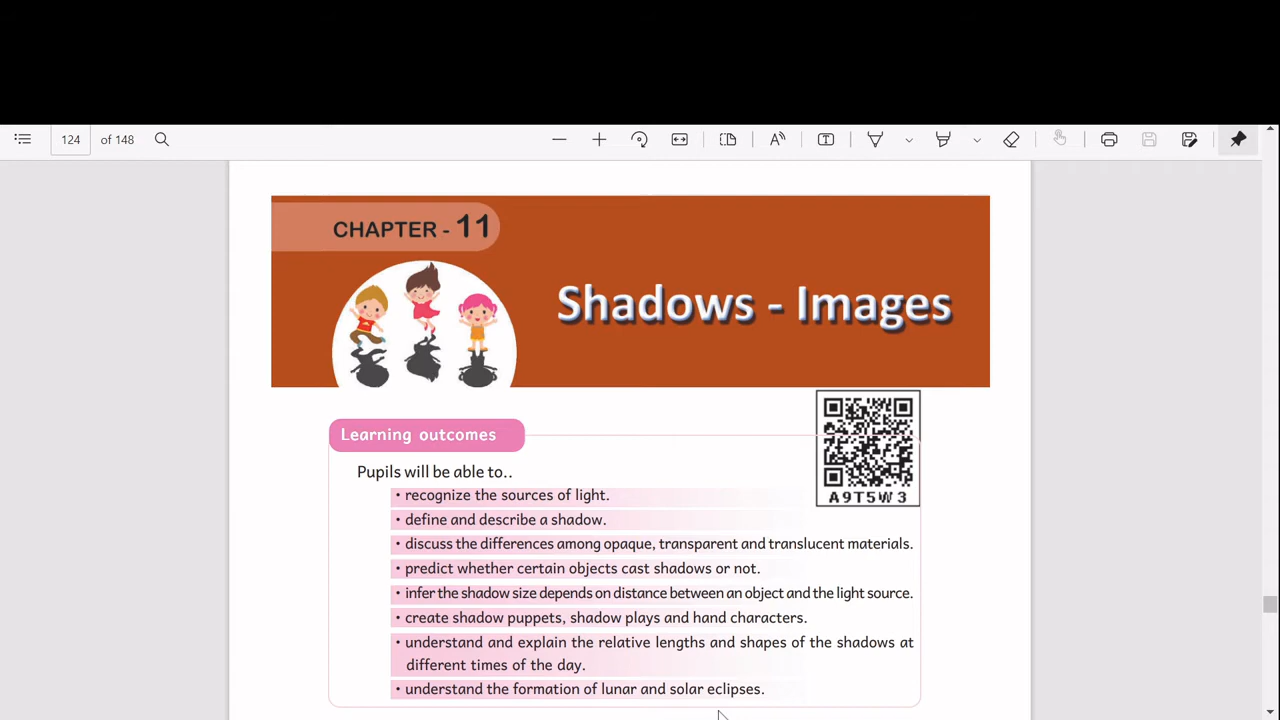 124 of 148
CHAPTER - 11
Shadows - Images
Learning outcomes
A9T5W3
Pupils will be able to..
• recognize the sources of light.
• define and describe a shadow.
• discuss the differences among opaque, transparent and translucent materials.
• predict whether certain objects cast shadows or not.
• infer the shadow size depends on distance between an object and the light source.
• create shadow puppets, shadow plays and hand characters.
• understand and explain the relative lengths and shapes of the shadows at
different times of the day.
• understand the formation of lunar and solar eclipses.